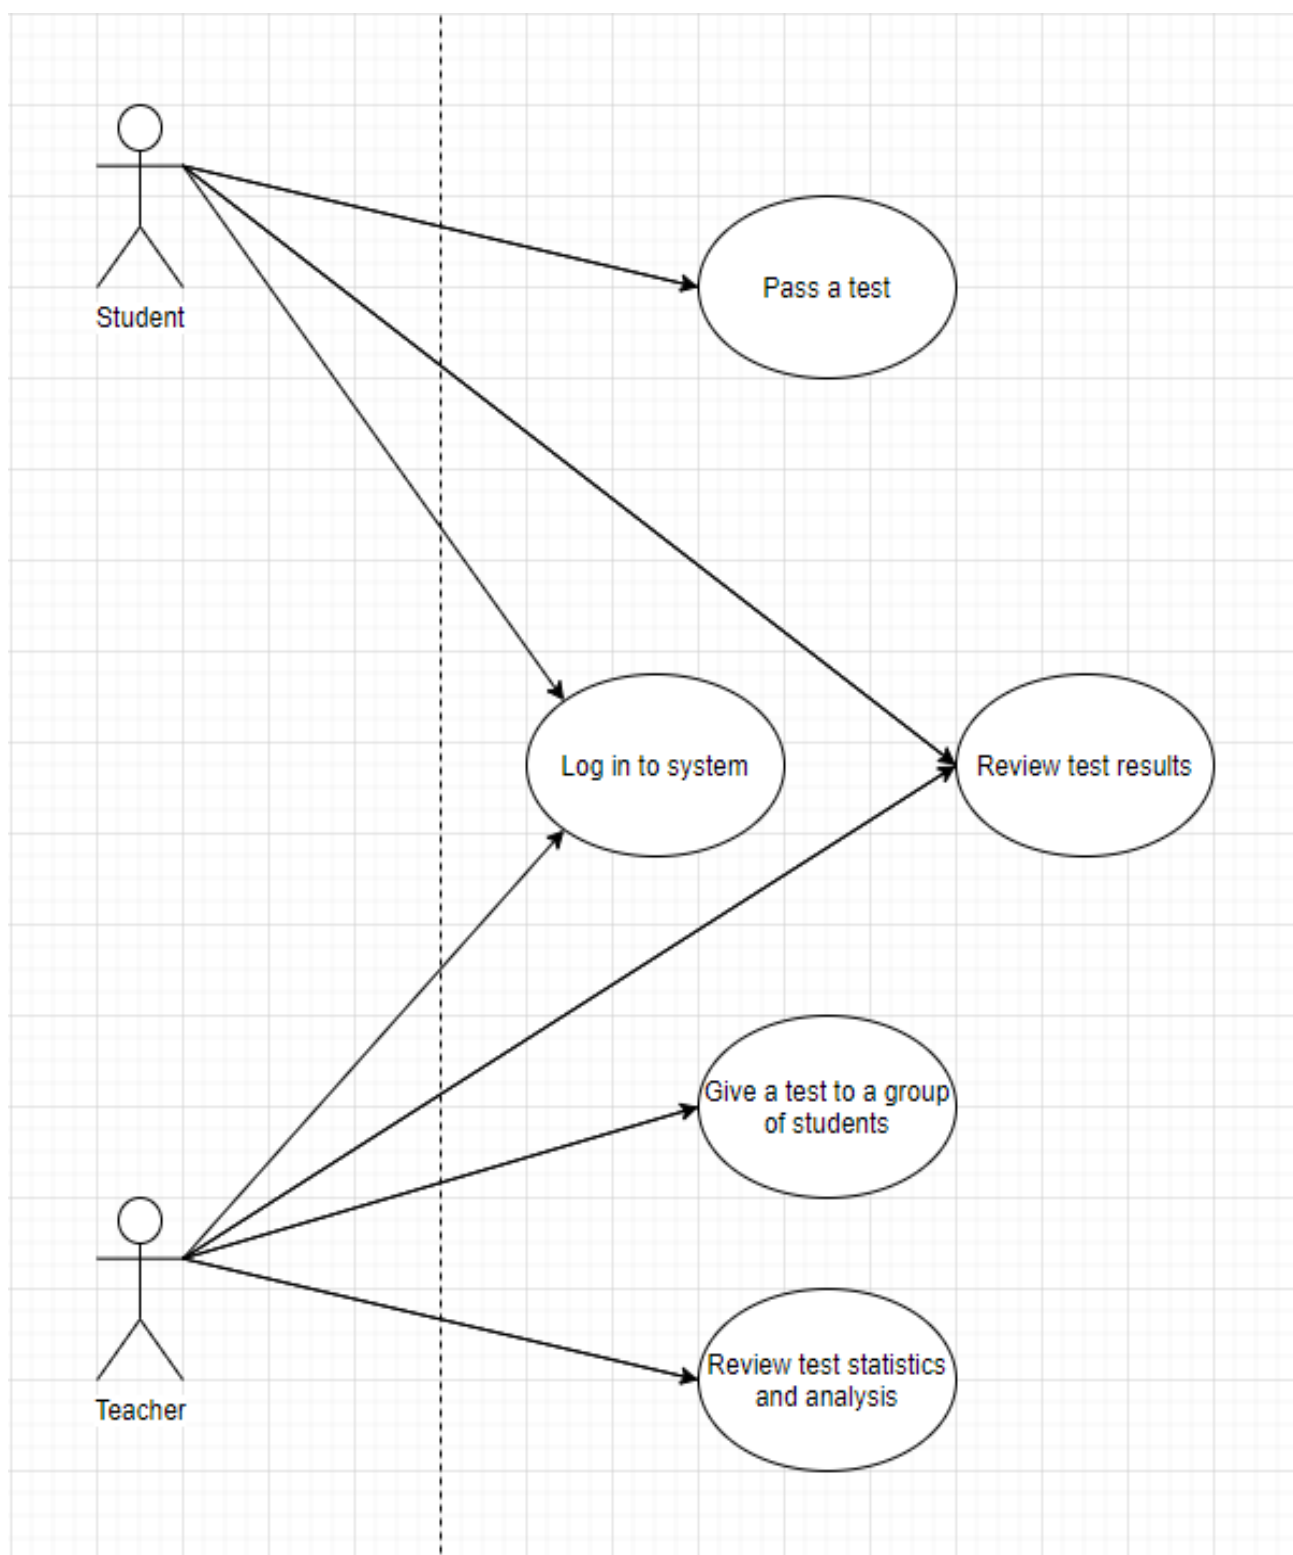 Pass a test
Student
Log in to system
Review test results
Give a test to a group
of students
Review test statistics
and analysis
Teacher